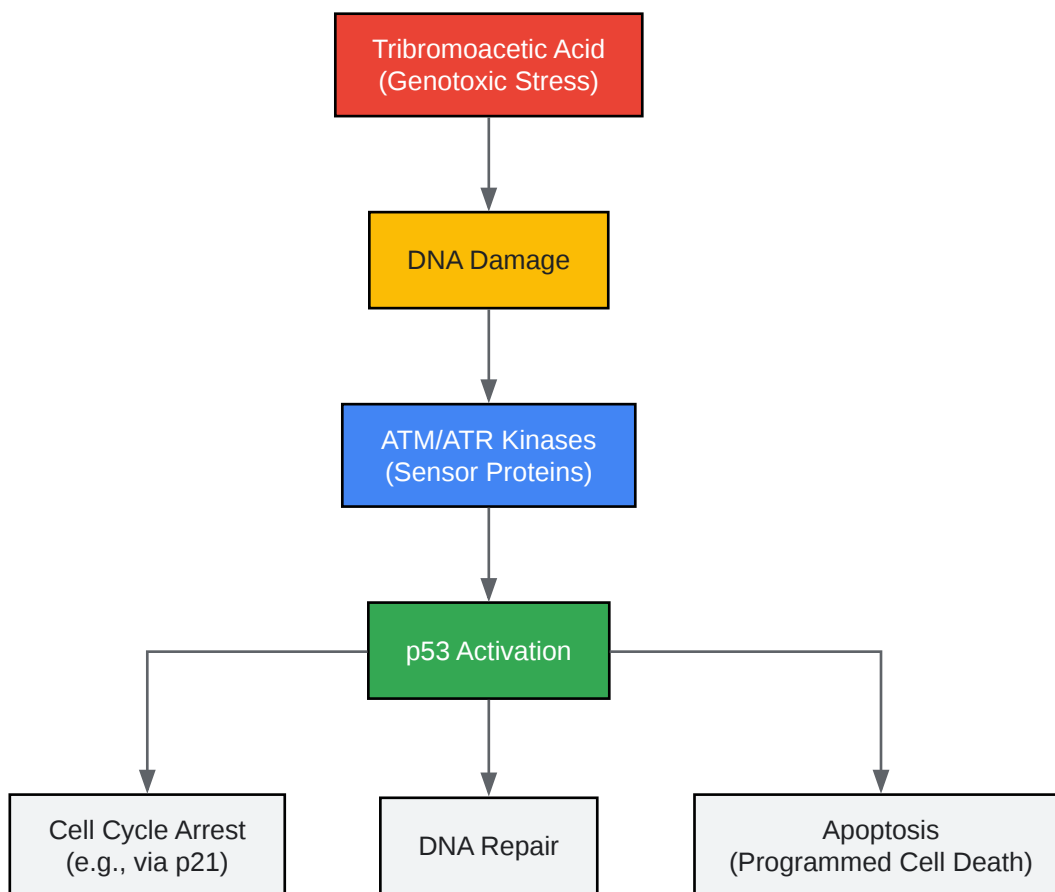 Tribromoacetic Acid
(Genotoxic Stress)
DNA Damage
ATM/ATR Kinases
(Sensor Proteins)
p53 Activation
Cell Cycle Arrest
(e.g., via p21)
DNA Repair
Apoptosis
(Programmed Cell Death)